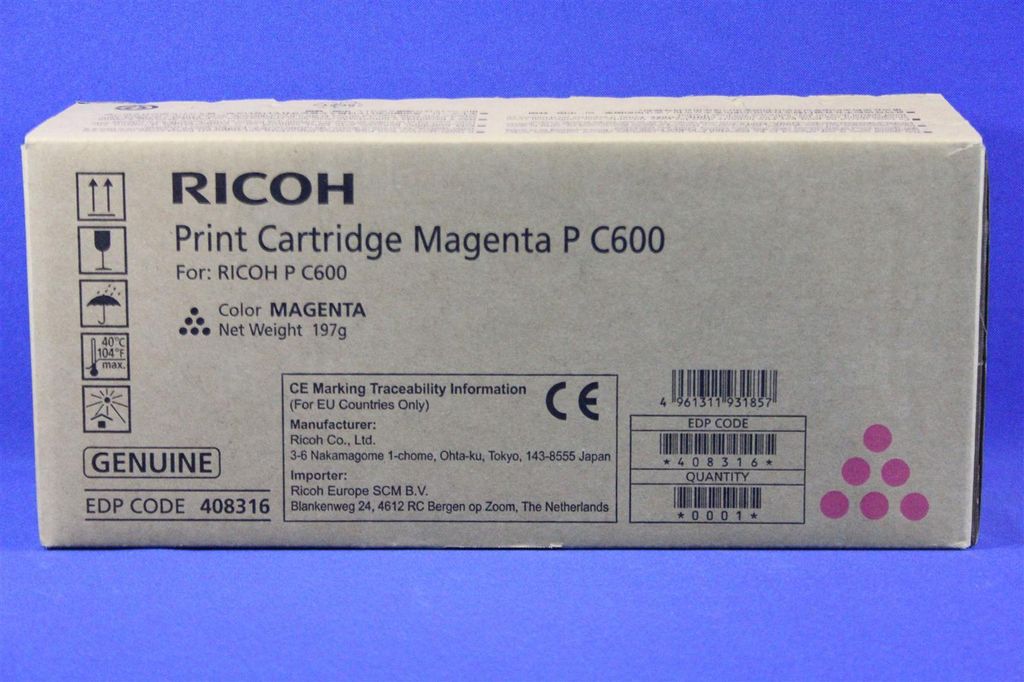 RICOH
Print Cartridge Magenta P C600
For: RICOH P C600
Color MAGENTA
Net Weight 197g
40°C
104°F
max.
GENUINE
EDP CODE 408316
CE Marking Traceability Information
(For EU Countries Only)
CE
Manufacturer:
Ricoh Co., Ltd.
3-6 Nakamagome 1-chome, Ohta-ku, Tokyo, 143-8555 Japan
Importer:
Ricoh Europe SCM B.V.
Blankenweg 24, 4612 RC Bergen op Zoom, The Netherlands
4 961311 931857
EDP CODE
*408316*
QUANTITY
*0001*